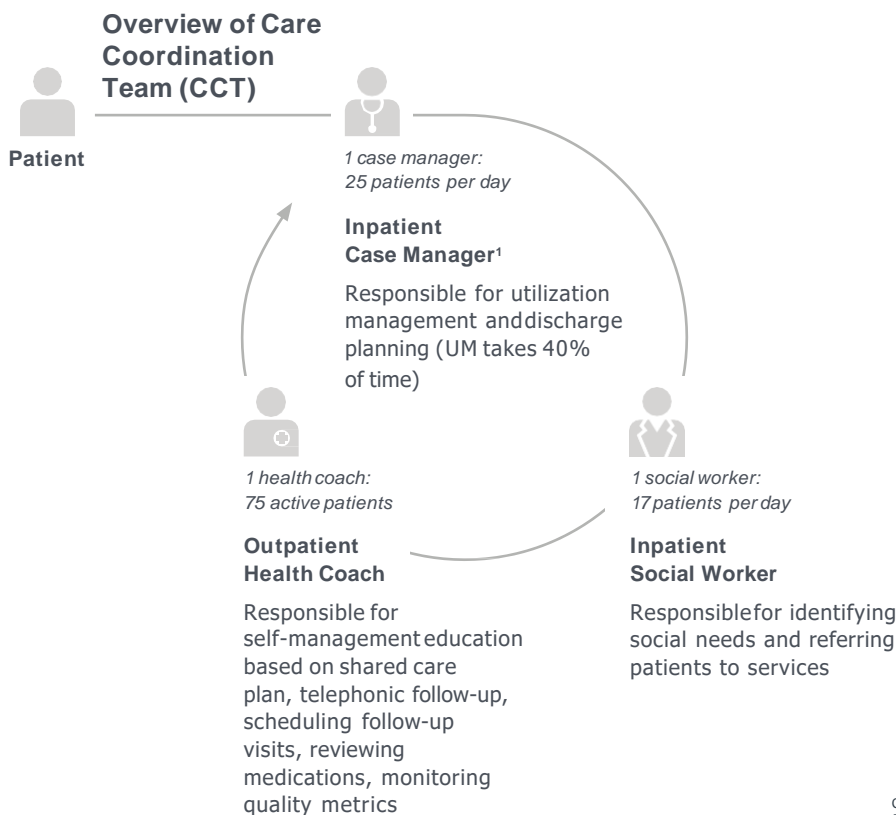 Overview of Care
Coordination
Team (CCT)
Patient
1 case manager:
25 patients per day
Inpatient
Case Manager¹
Responsible for utilization
management anddischarge
planning (UM takes 40%
of time)
1 health coach:
75 active patients
Outpatient
Health Coach
Responsible for
self-management education
based on shared care
plan, telephonic follow-up,
scheduling follow-up
visits, reviewing
medications, monitoring
quality metrics
1 social worker:
17 patients per day
Inpatient
Social Worker
Responsiblefor identifying
social needs and referring
patients to services